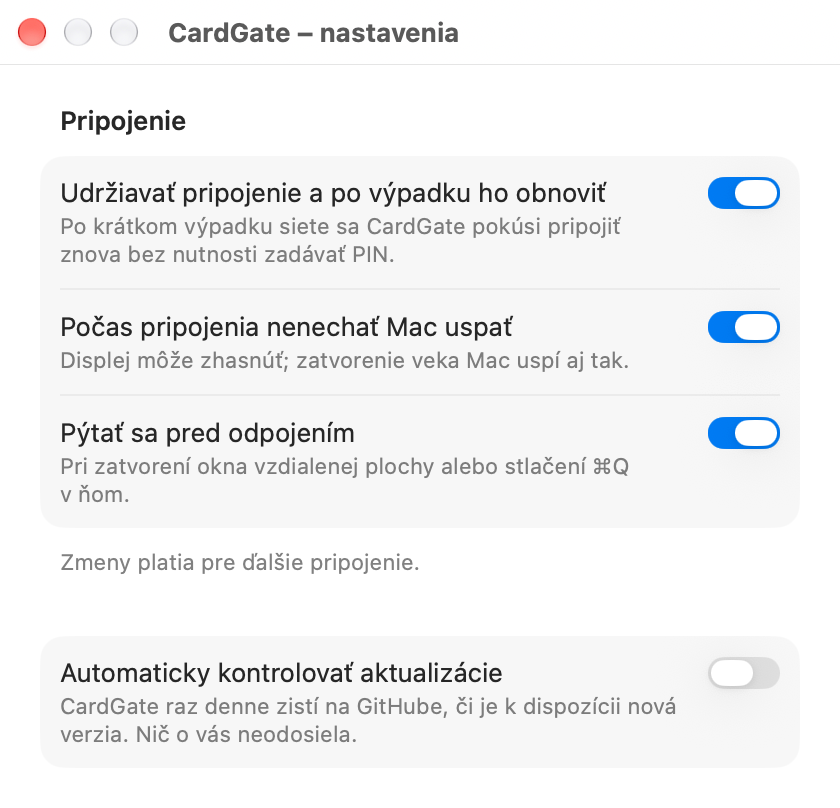 CardGate – nastavenia
Pripojenie
Udržiavať pripojenie a po výpadku ho obnoviť
Po krátkom výpadku siete sa CardGate pokúsi pripojiť
znova bez nutnosti zadávať PIN.
Počas pripojenia nenechať Mac uspať
Displej môže zhasnúť; zatvorenie veka Mac uspí aj tak.
Pýtať sa pred odpojením
Pri zatvorení okna vzdialenej plochy alebo stlačení ⌘Q
v ňom.
Zmeny platia pre ďalšie pripojenie.
Automaticky kontrolovať aktualizácie
CardGate raz denne zistí na GitHube, či je k dispozícii nová
verzia. Nič o vás neodosiela.